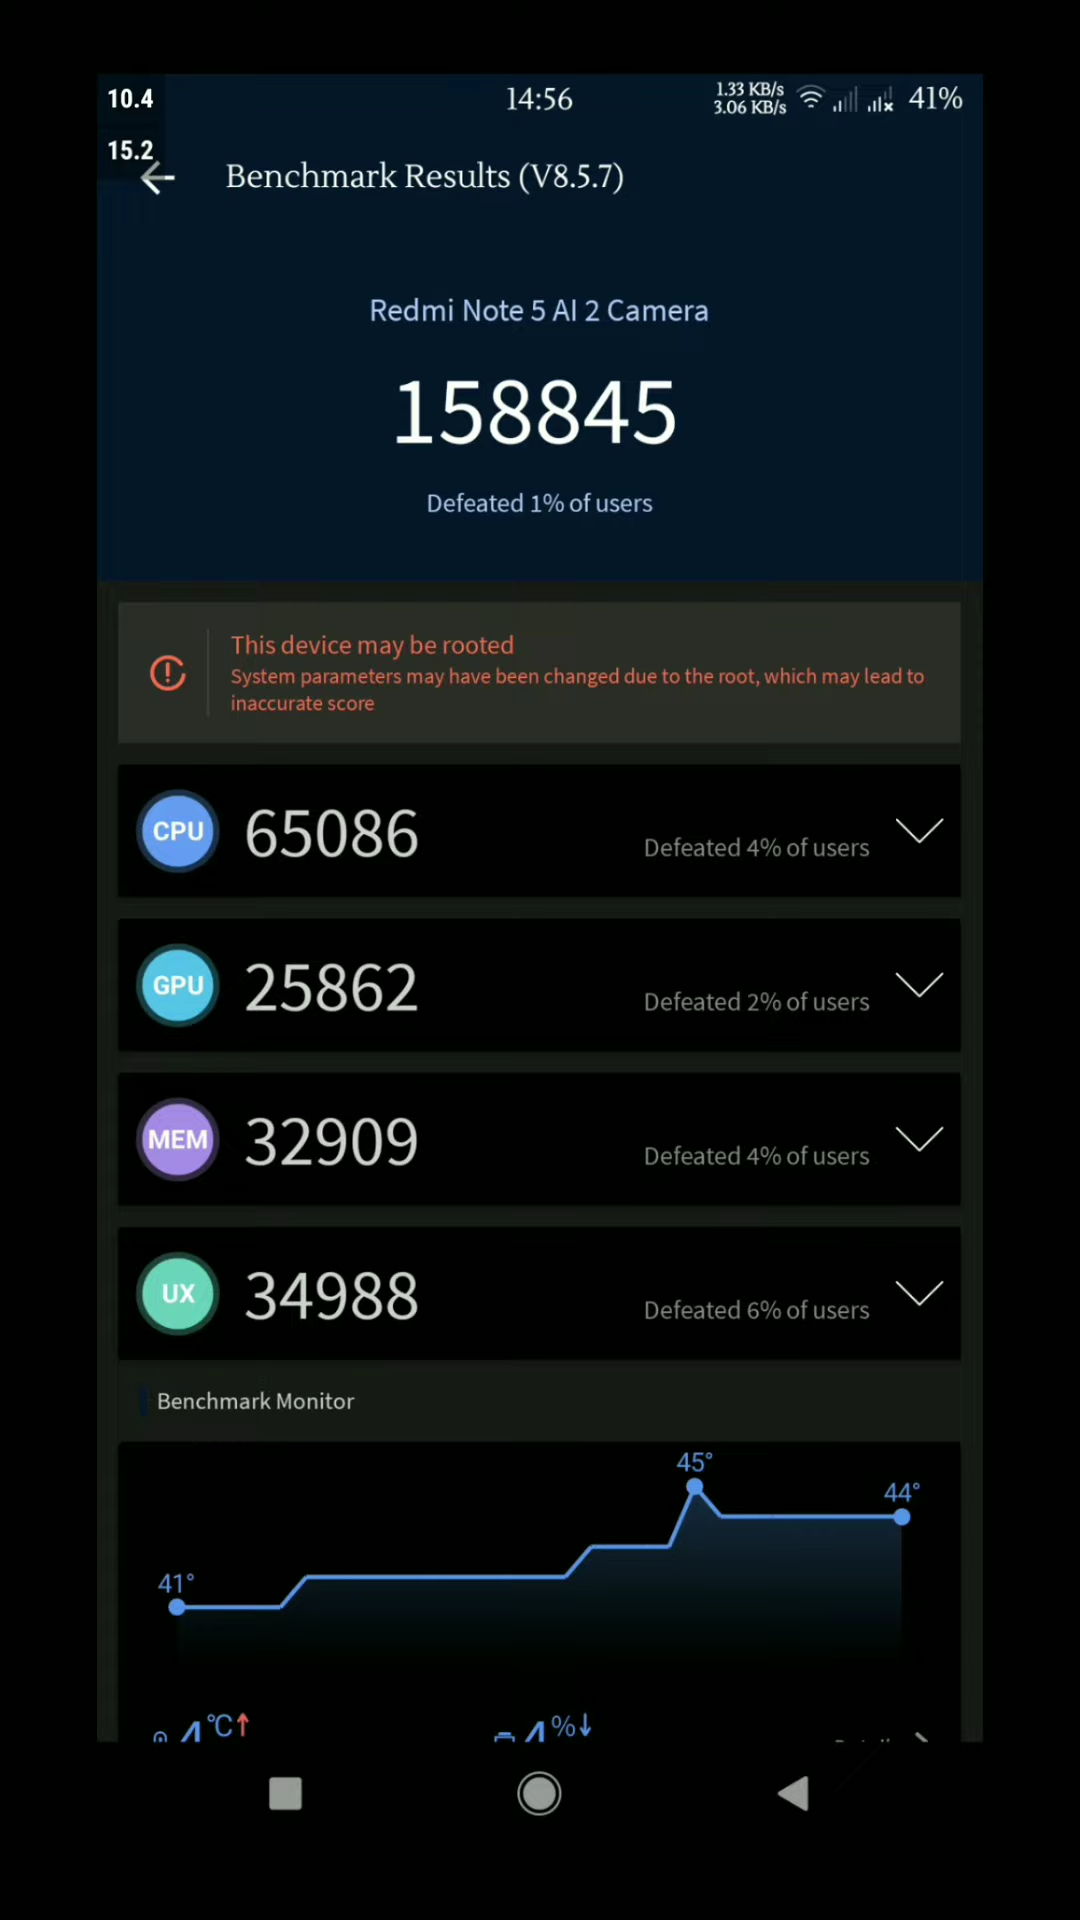 10.4
14:56
1.33 KB/s
3.06 KB/s
41%
15.2
Benchmark Results (V8.5.7)
Redmi Note 5 AI 2 Camera
158845
Defeated 1% of users
This device may be rooted
System parameters may have been changed due to the root, which may lead to
inaccurate score
CPU
65086
Defeated 4% of users
GPU
25862
Defeated 2% of users
MEM
32909
Defeated 4% of users
UX
34988
Defeated 6% of users
Benchmark Monitor
45°
44°
41°
4°C↑
4%↓